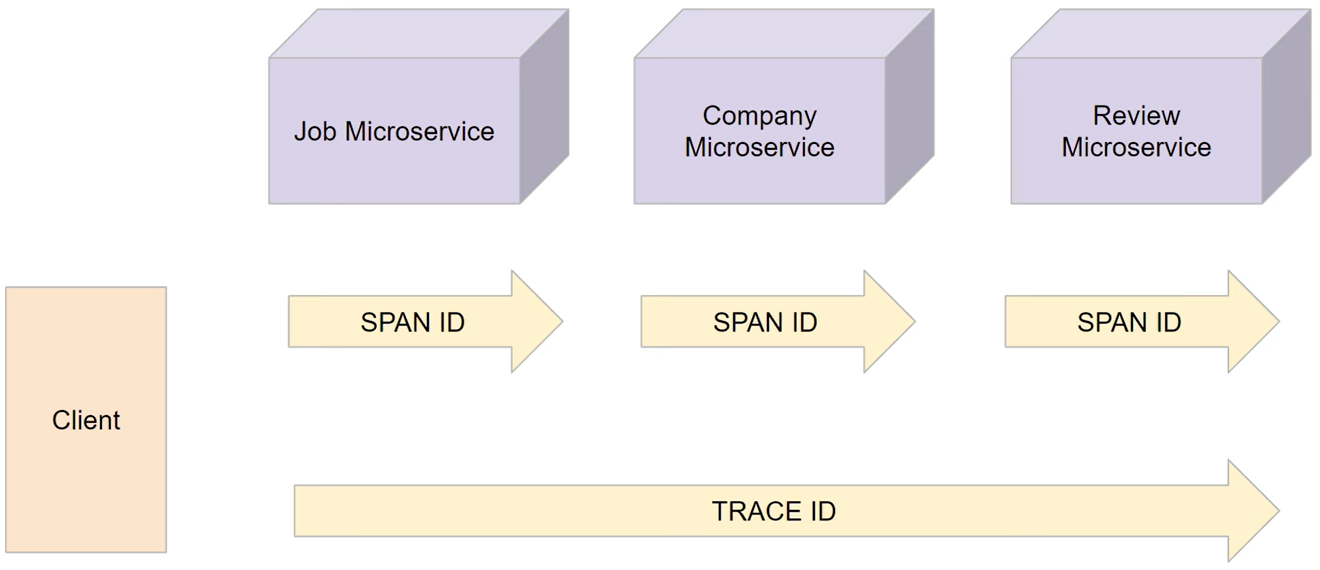 Job Microservice
Company
Microservice
Review
Microservice
SPAN ID
SPAN ID
SPAN ID
Client
TRACE ID